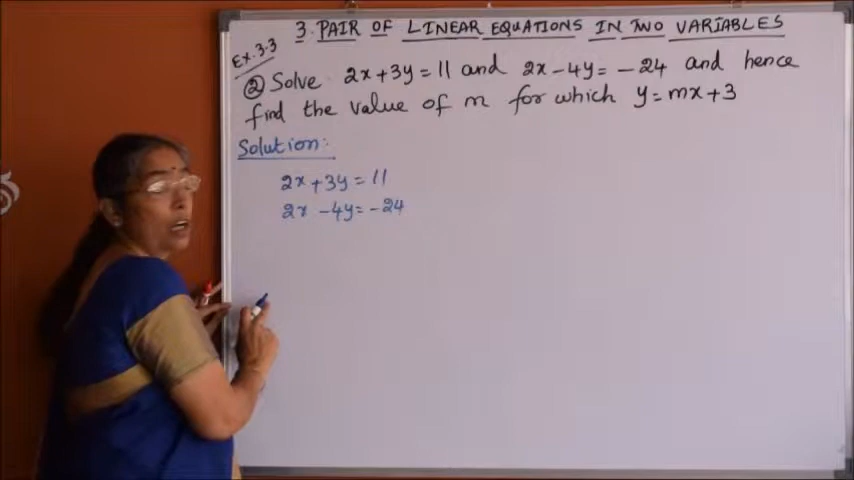 3. PAIR OF LINEAR EQUATIONS IN TWO VARIABLES
Ex. 3.3
② Solve 2x+3y=11 and 2x-4y=-24 and hence
find the value of m for which y=mx+3
Solution:
2x+3y=11
2x-4y=-24